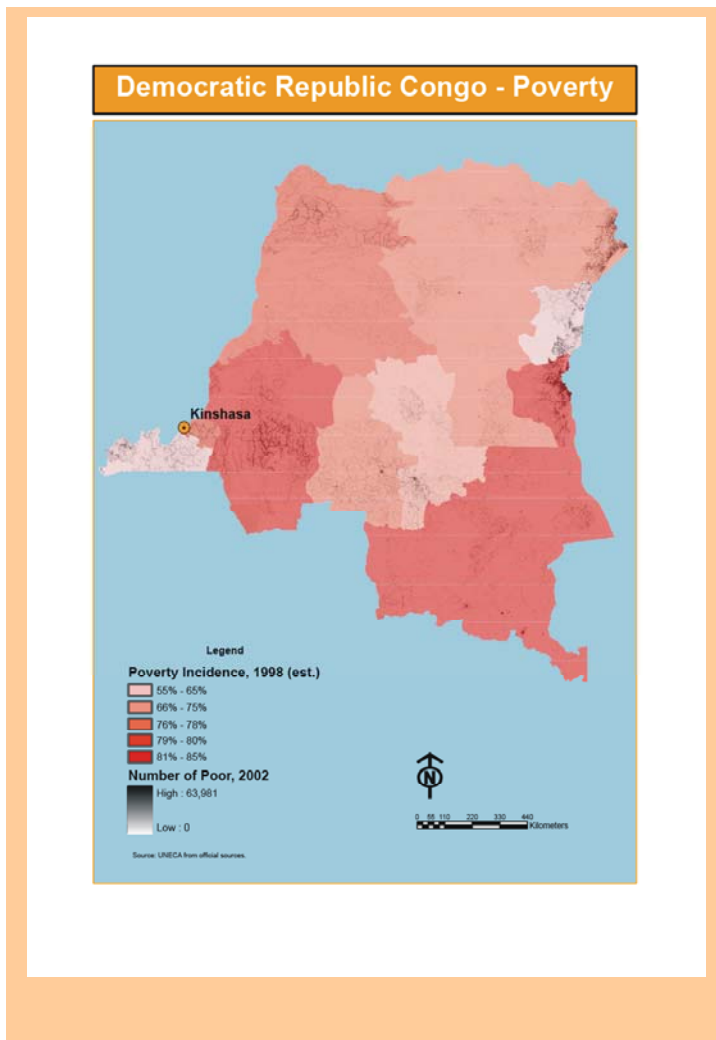 Democratic Republic Congo - Poverty
Kinshasa
Legend
Poverty Incidence, 1998 (est.)
55% - 65%
66% - 75%
76% - 78%
79% - 80%
81% - 85%
Number of Poor, 2002
High : 63,981
Low : 0
N
0 55 110 220 330 440
Kilometers
Source: UNECA from official sources.